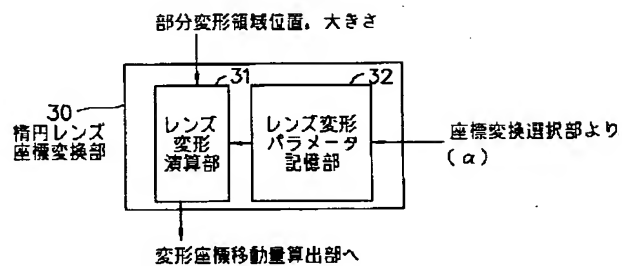 部分変形領域位置，大きさ
30
楕円レンズ
座標変換部
31
レンズ
変形
演算部
32
レンズ変形
パラメータ
記憶部
座標変換選択部より
(α)
変形座標移動量算出部へ